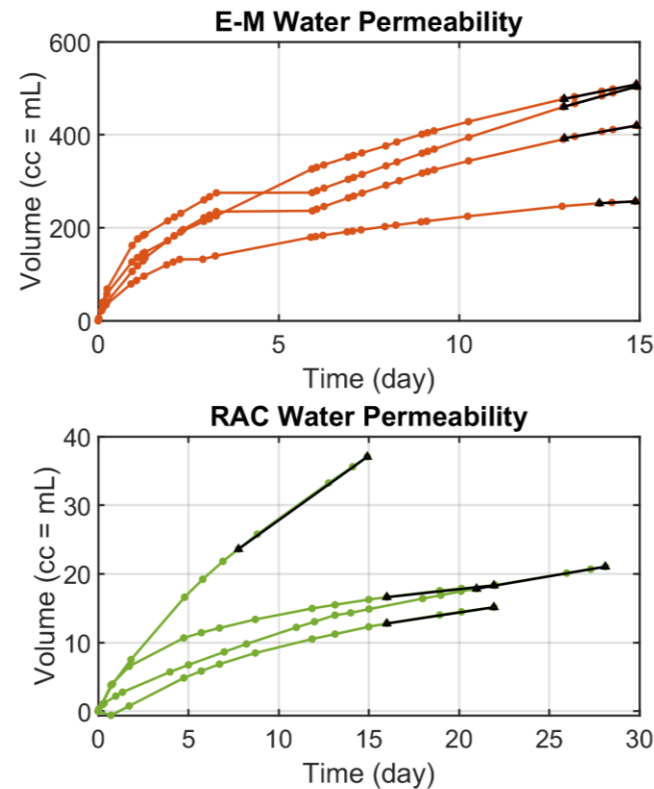 E-M Water Permeability
600
400
200
0
Volume (cc = mL)
0 5 10 15
Time (day)
RAC Water Permeability
40
30
20
10
0
Volume (cc = mL)
0 5 10 15 20 25 30
Time (day)